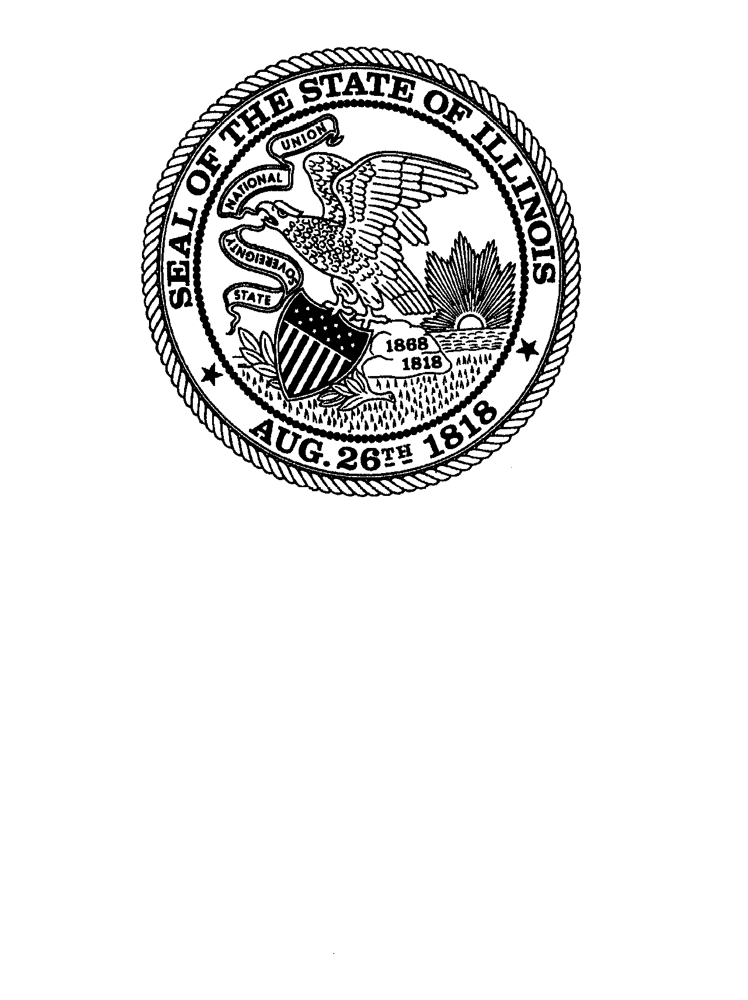 SEAL OF THE STATE OF ILLINOIS
UNION
NATIONAL
SOVEREIGNTY
STATE
1868
1818
AUG. 26TH 1818